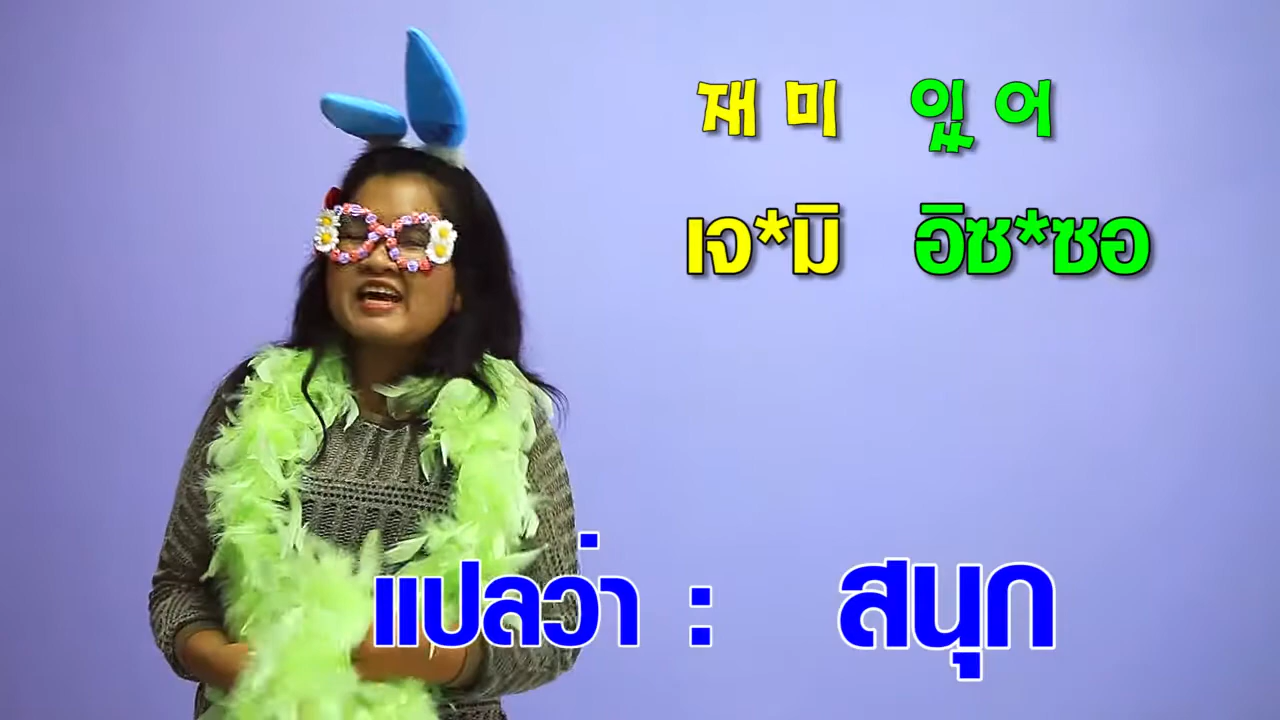 재 미 있 어
เจ*มิ อิซ*ซอ
แปลว่า : สนุก